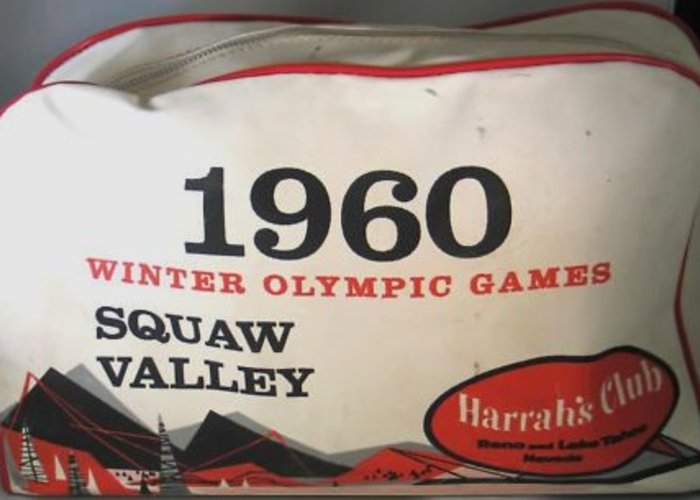 1960
WINTER OLYMPIC GAMES
SQUAW
VALLEY
Harrah's Club
Reno and Lake Tahoe
Nevada